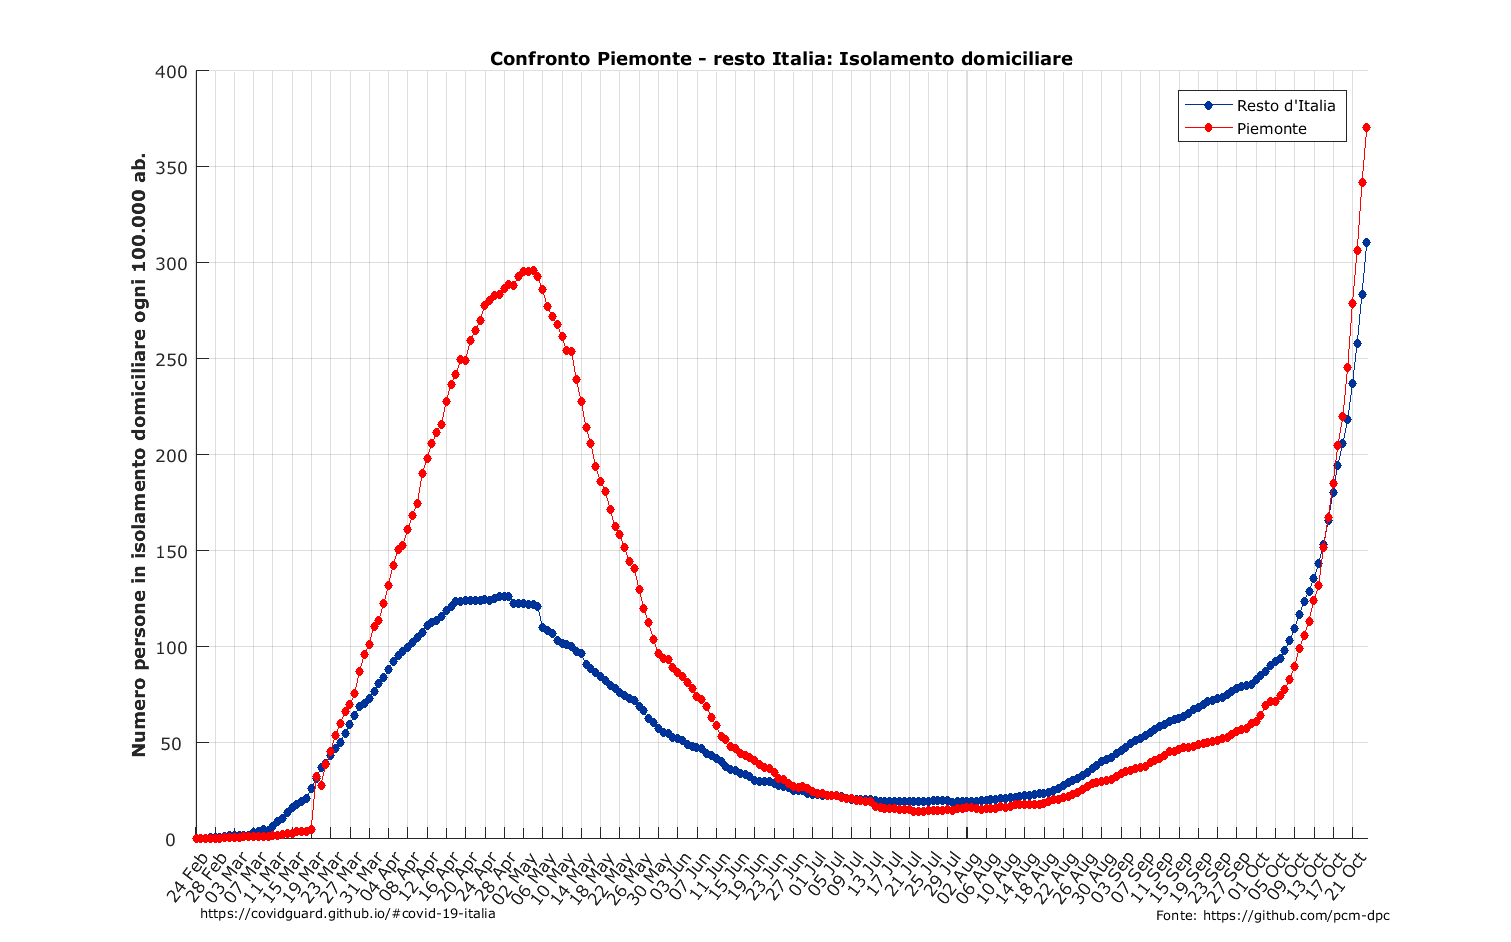 Confronto Piemonte - resto Italia: Isolamento domiciliare
Resto d'Italia
Piemonte
Numero persone in isolamento domiciliare ogni 100.000 ab.
400
350
300
250
200
150
100
50
0
24 Feb
28 Feb
03 Mar
07 Mar
11 Mar
15 Mar
19 Mar
23 Mar
27 Mar
31 Mar
04 Apr
08 Apr
12 Apr
16 Apr
20 Apr
24 Apr
28 Apr
02 May
06 May
10 May
14 May
18 May
22 May
26 May
30 May
03 Jun
07 Jun
11 Jun
15 Jun
19 Jun
23 Jun
27 Jun
01 Jul
05 Jul
09 Jul
13 Jul
17 Jul
21 Jul
25 Jul
29 Jul
02 Aug
06 Aug
10 Aug
14 Aug
18 Aug
22 Aug
26 Aug
30 Aug
03 Sep
07 Sep
11 Sep
15 Sep
19 Sep
23 Sep
27 Sep
01 Oct
05 Oct
09 Oct
13 Oct
17 Oct
21 Oct
https://covidguard.github.io/#covid-19-italia
Fonte: https://github.com/pcm-dpc